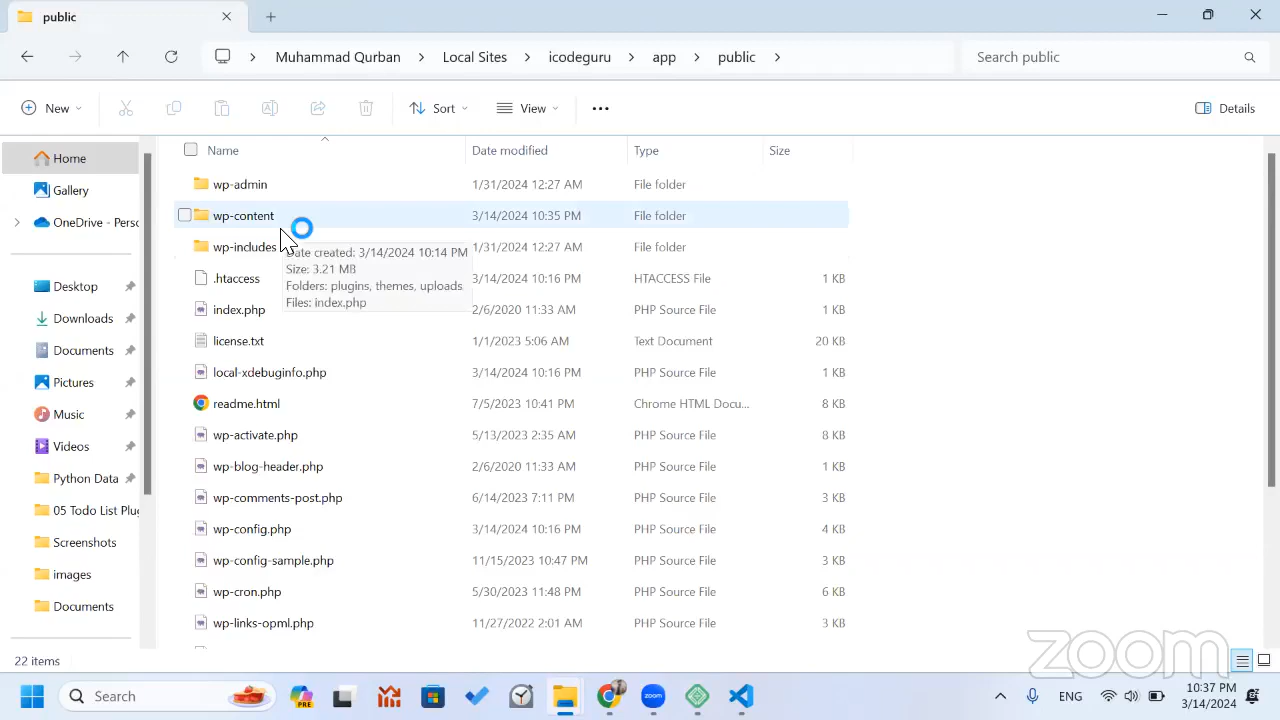 public
Muhammad Qurban > Local Sites > icodeguru > app > public >
Search public
New
Sort
View
Details
Name Date modified Type Size
wp-admin 1/31/2024 12:27 AM File folder
wp-content 3/14/2024 10:35 PM File folder
wp-includes 1/31/2024 12:27 AM File folder
.htaccess 3/14/2024 10:16 PM HTACCESS File 1 KB
index.php 2/6/2020 11:33 AM PHP Source File 1 KB
license.txt 1/1/2023 5:06 AM Text Document 20 KB
local-xdebuginfo.php 3/14/2024 10:16 PM PHP Source File 1 KB
readme.html 7/5/2023 10:41 PM Chrome HTML Docu... 8 KB
wp-activate.php 5/13/2023 2:35 AM PHP Source File 8 KB
wp-blog-header.php 2/6/2020 11:33 AM PHP Source File 1 KB
wp-comments-post.php 6/14/2023 7:11 PM PHP Source File 3 KB
wp-config.php 3/14/2024 10:16 PM PHP Source File 4 KB
wp-config-sample.php 11/15/2023 10:47 PM PHP Source File 3 KB
wp-cron.php 5/30/2023 11:48 PM PHP Source File 6 KB
wp-links-opml.php 11/27/2022 2:01 AM PHP Source File 3 KB
Date created: 3/14/2024 10:14 PM
Size: 3.21 MB
Folders: plugins, themes, uploads
Files: index.php
Home
Gallery
OneDrive - Perso
Desktop
Downloads
Documents
Pictures
Music
Videos
Python Data
05 Todo List Plug
Screenshots
images
Documents
22 items
zoom
Search
PRE
zoom
ENG
10:37 PM
3/14/2024